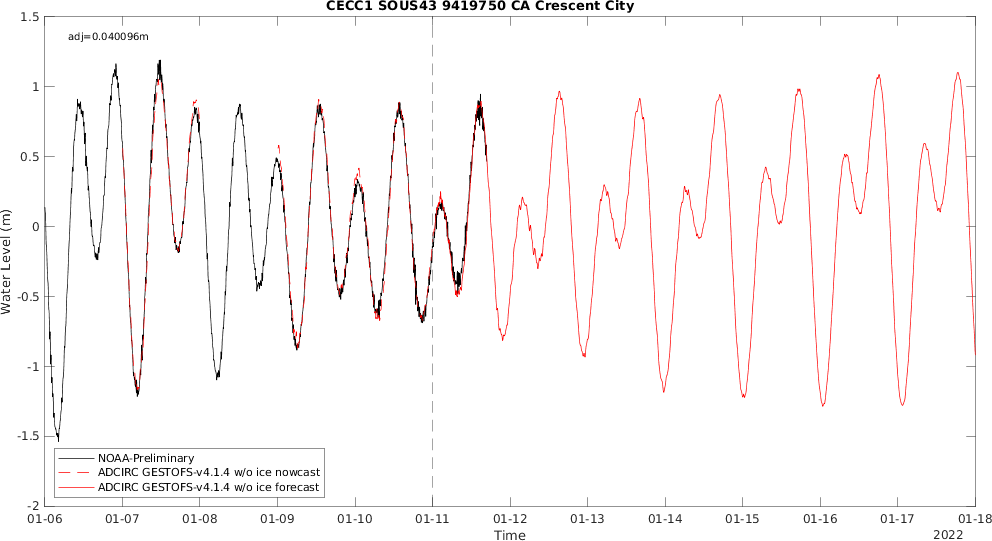 CECC1 SOUS43 9419750 CA Crescent City
adj=0.040096m
Water Level (m)
1.5
1
0.5
0
-0.5
-1
-1.5
-2
NOAA-Preliminary
ADCIRC GESTOFS-v4.1.4 w/o ice nowcast
ADCIRC GESTOFS-v4.1.4 w/o ice forecast
01-06 01-07 01-08 01-09 01-10 01-11 01-12 01-13 01-14 01-15 01-16 01-17 01-18
Time
2022